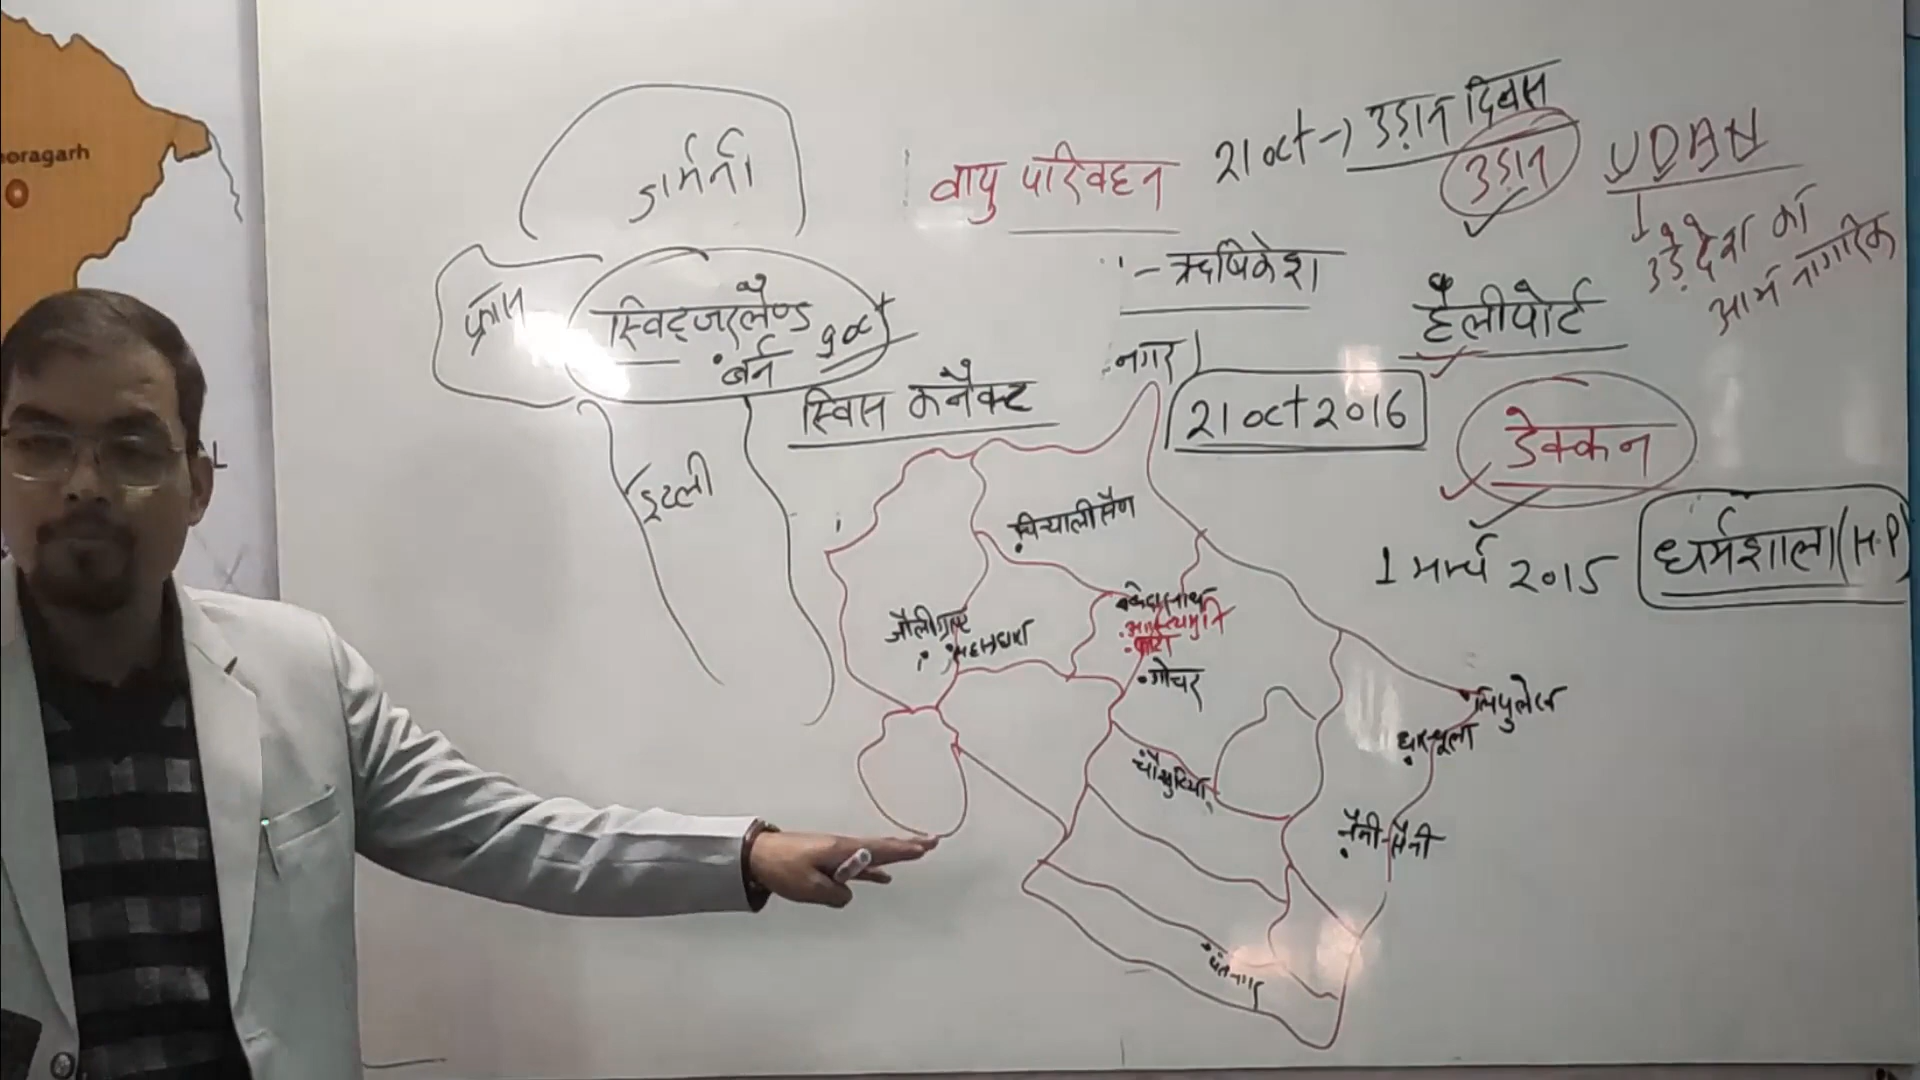 oragarh
जर्मनी
वायु परिवहन
21 oct → उड़ान दिवस
उड़ान
UDAN
उड़े देश का
आम नागरिक
- ऋषिकेश
हैलीपोर्ट
फ्रांस
स्विट्जरलैण्ड
बर्न
स्विस कनैक्ट
नगर
21 oct 2016
डेक्कन
1 मार्च 2015
धर्मशाला (H.P)
इटली
चिन्यालीसैंण
केदारनाथ
अगस्त्यमुनि
जौलीग्रान्ट
सहस्रधारा
गोचर
लिपुलेख
धारचूला
चौखुटिया
नैनी-सैनी
पंतनगर